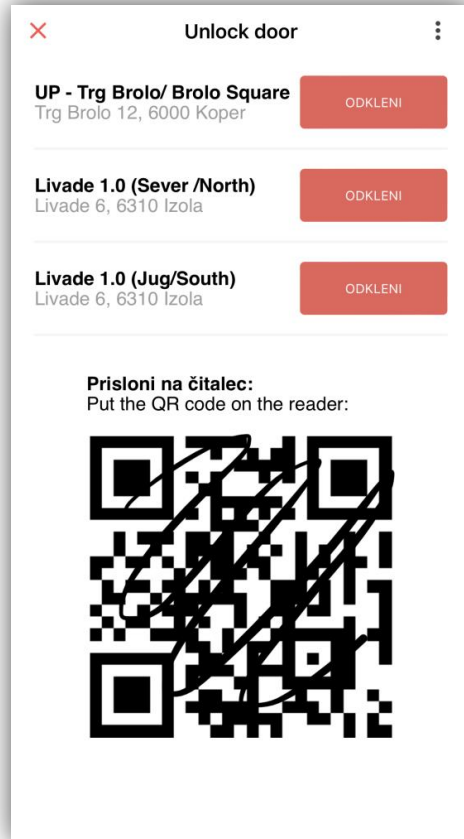 Unlock door
UP - Trg Brolo/ Brolo Square
Trg Brolo 12, 6000 Koper
ODKLENI
Livade 1.0 (Sever /North)
Livade 6, 6310 Izola
ODKLENI
Livade 1.0 (Jug/South)
Livade 6, 6310 Izola
ODKLENI
Prisloni na čitalec:
Put the QR code on the reader: